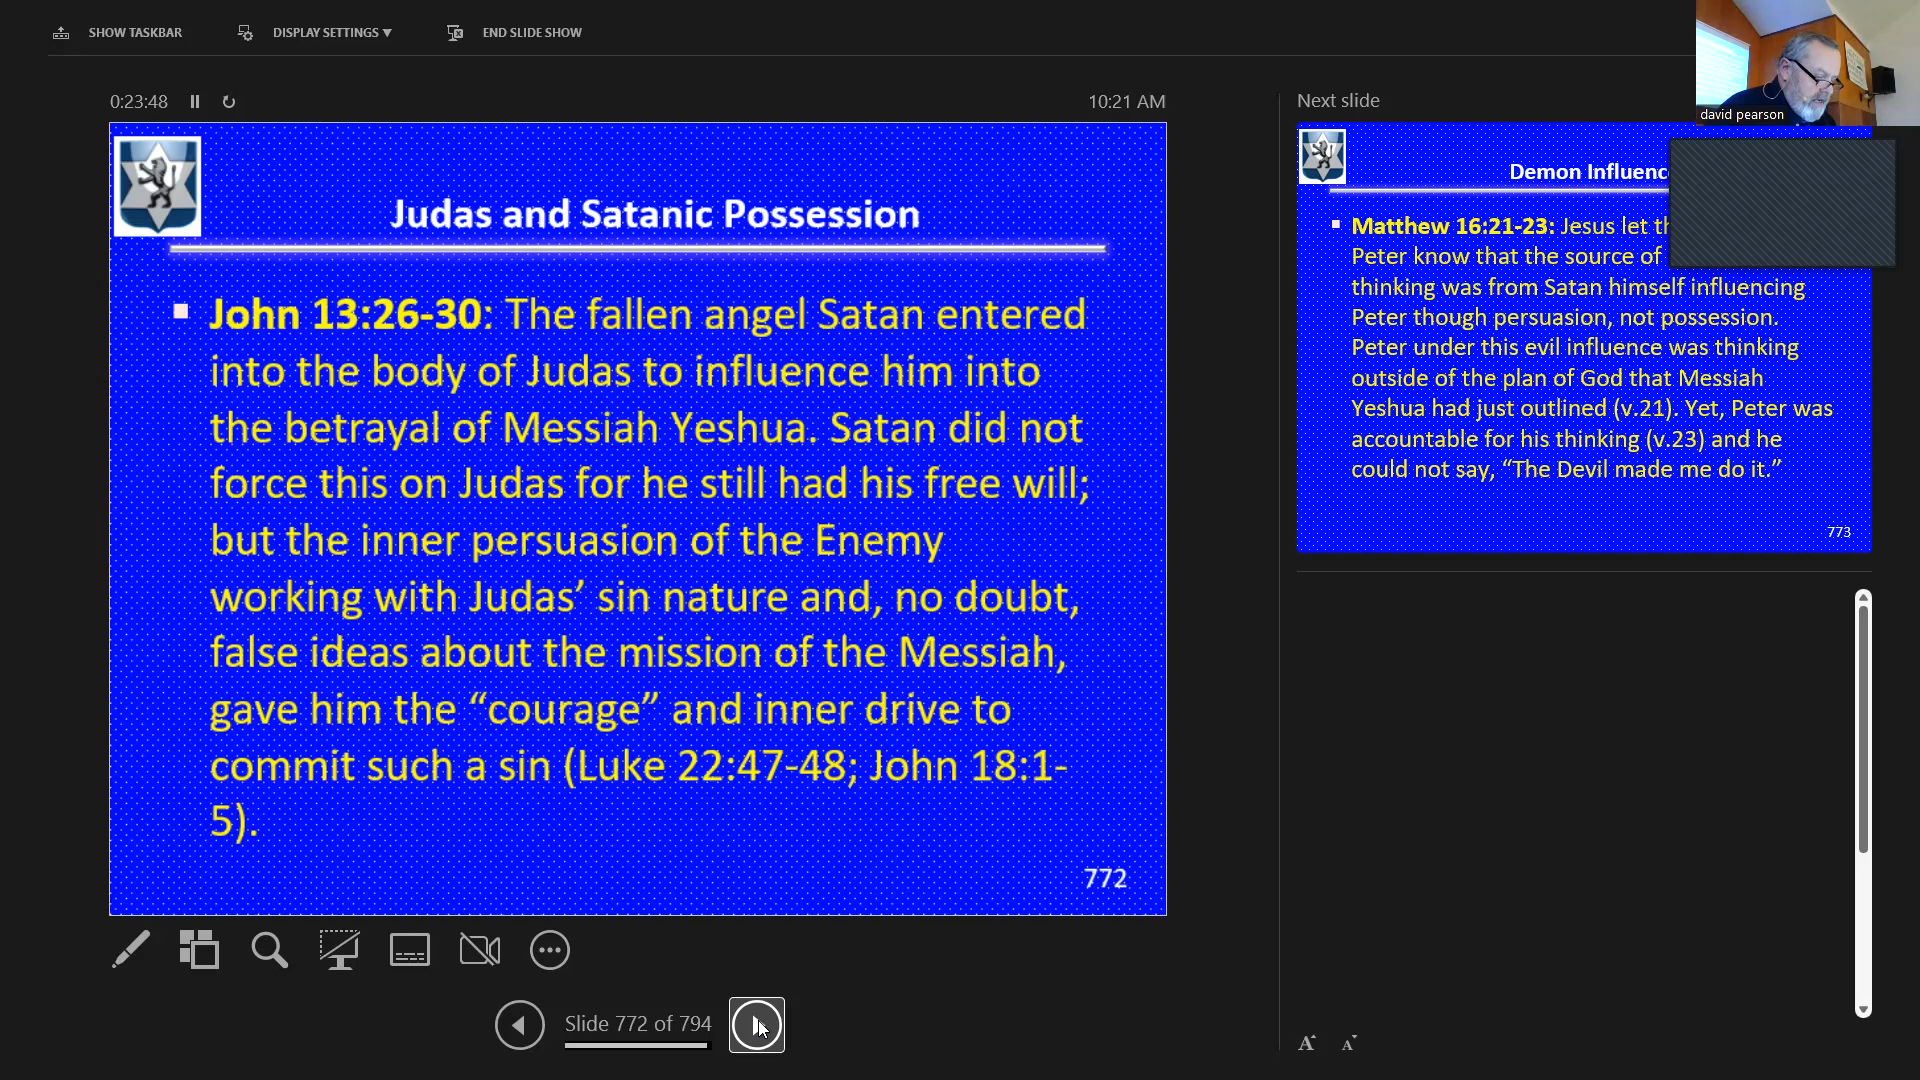 SHOW TASKBAR
DISPLAY SETTINGS ▼
END SLIDE SHOW
0:23:48
10:21 AM
Judas and Satanic Possession
John 13:26-30: The fallen angel Satan entered
into the body of Judas to influence him into
the betrayal of Messiah Yeshua. Satan did not
force this on Judas for he still had his free will;
but the inner persuasion of the Enemy
working with Judas’ sin nature and, no doubt,
false ideas about the mission of the Messiah,
gave him the “courage” and inner drive to
commit such a sin (Luke 22:47-48; John 18:1-
5).
772
Slide 772 of 794
Next slide
david pearson
Demon
Matthew 16:21-23: Jesus let
Peter know that the source of
thinking was from Satan himself influencing
Peter though persuasion, not possession.
Peter under this evil influence was thinking
outside of the plan of God that Messiah
Yeshua had just outlined (v.21). Yet, Peter was
accountable for his thinking (v.23) and he
could not say, “The Devil made me do it.”
773
A A